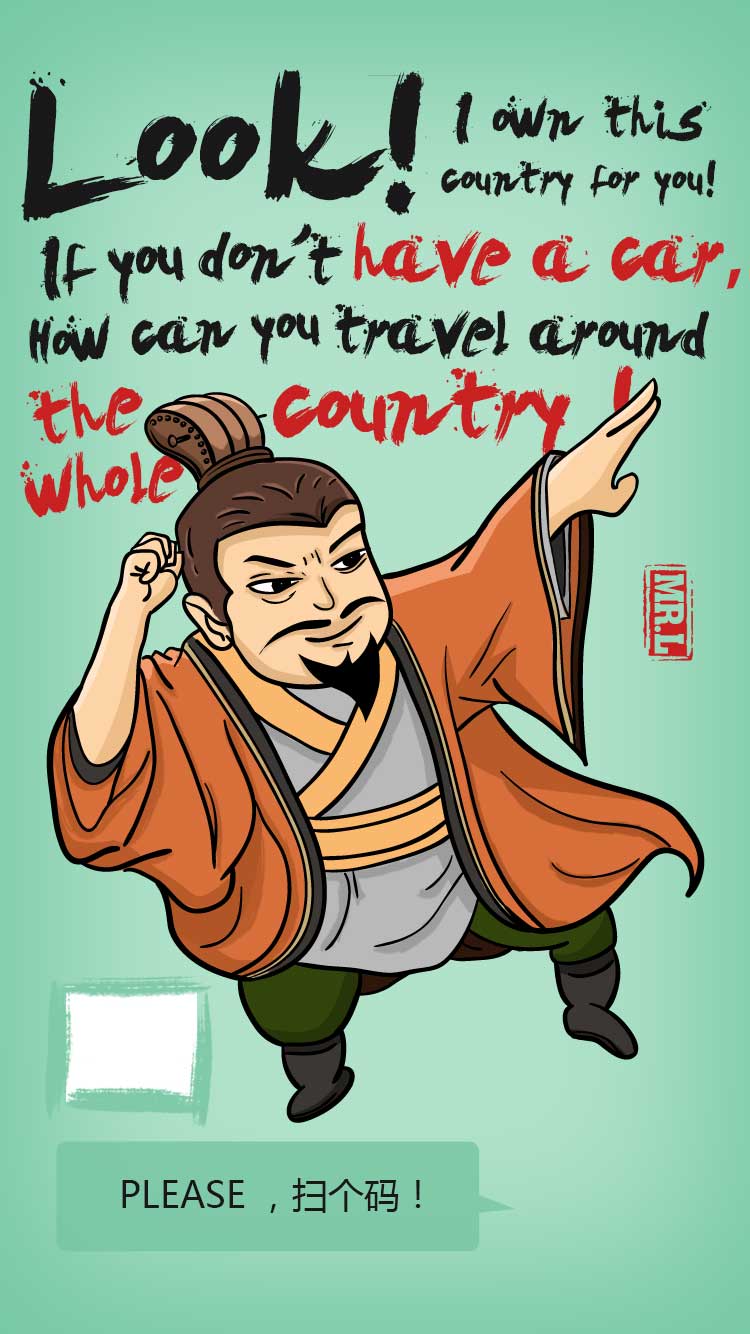 Look! I own this
country for you!
If you don't have a car,
How can you travel around
the country!
whole
MR.L
PLEASE ，扫个码！